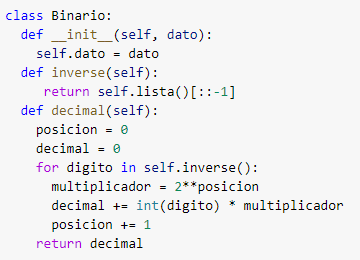 class Binario:
  def __init__(self, dato):
    self.dato = dato
  def inverse(self):
     return self.lista()[::-1]
  def decimal(self):
    posicion = 0
    decimal = 0
    for digito in self.inverse():
      multiplicador = 2**posicion
      decimal += int(digito) * multiplicador
      posicion += 1
    return decimal